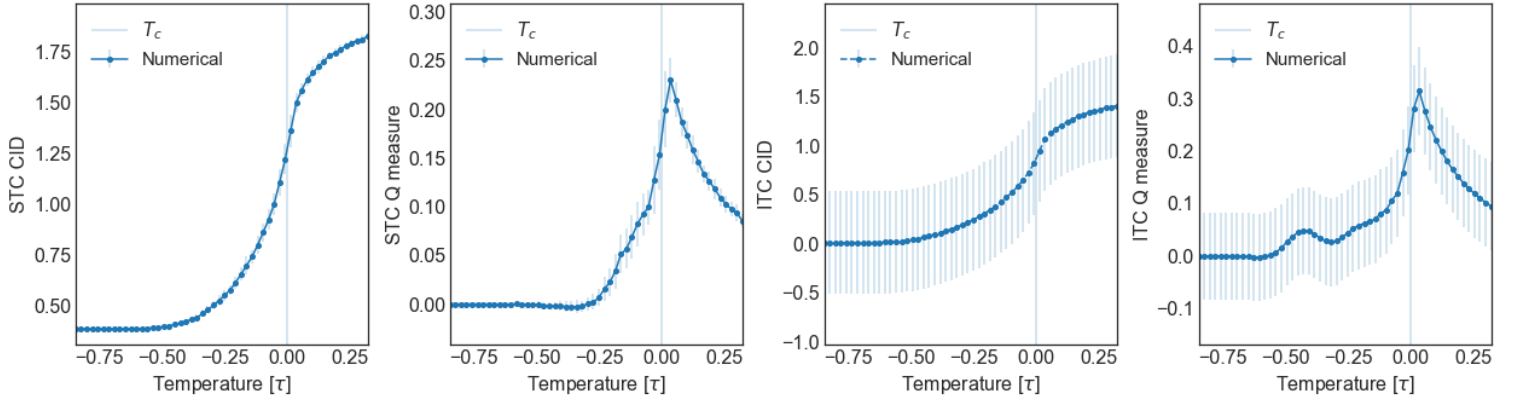 STC CID
1.75
1.50
1.25
1.00
0.75
0.50
T_c
Numerical
−0.75 −0.50 −0.25 0.00 0.25
Temperature [τ]
STC Q measure
0.30
0.25
0.20
0.15
0.10
0.05
0.00
T_c
Numerical
−0.75 −0.50 −0.25 0.00 0.25
Temperature [τ]
ITC CID
2.0
1.5
1.0
0.5
0.0
−0.5
−1.0
T_c
Numerical
−0.75 −0.50 −0.25 0.00 0.25
Temperature [τ]
ITC Q measure
0.4
0.3
0.2
0.1
0.0
−0.1
T_c
Numerical
−0.75 −0.50 −0.25 0.00 0.25
Temperature [τ]